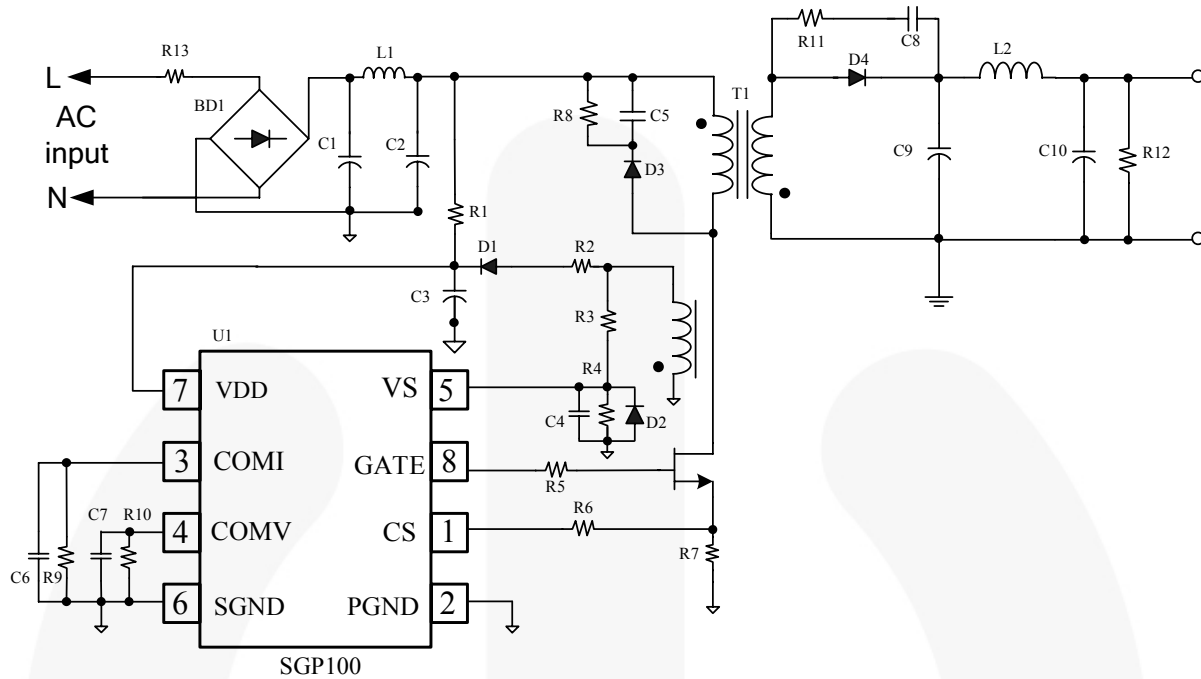 R13
L
AC
input
N
BD1
L1
C1
C2
R1
R8
C5
D3
T1
R11
C8
D4
L2
C9
C10
R12
D1
R2
C3
R3
R4
C4
D2
U1
7
VDD
VS
5
3
COMI
GATE
8
R5
4
COMV
CS
1
R6
R7
6
SGND
PGND
2
C7
R10
C6
R9
SGP100